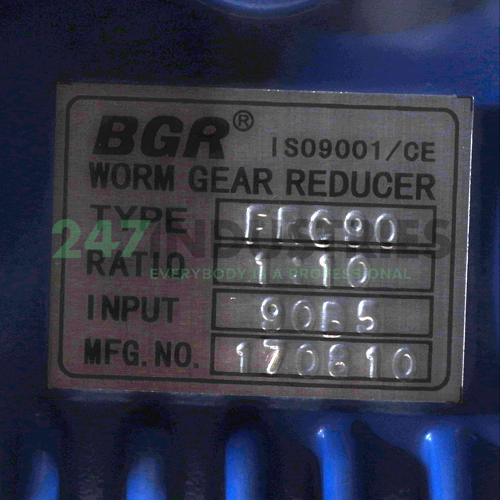 BGR® ISO9001/CE
WORM GEAR REDUCER
TYPE
RATIO 1:10
INPUT 90B5
MFG.NO. 170610
247 INDUSTRIES
EVERYBODY IS A PROFESSIONAL